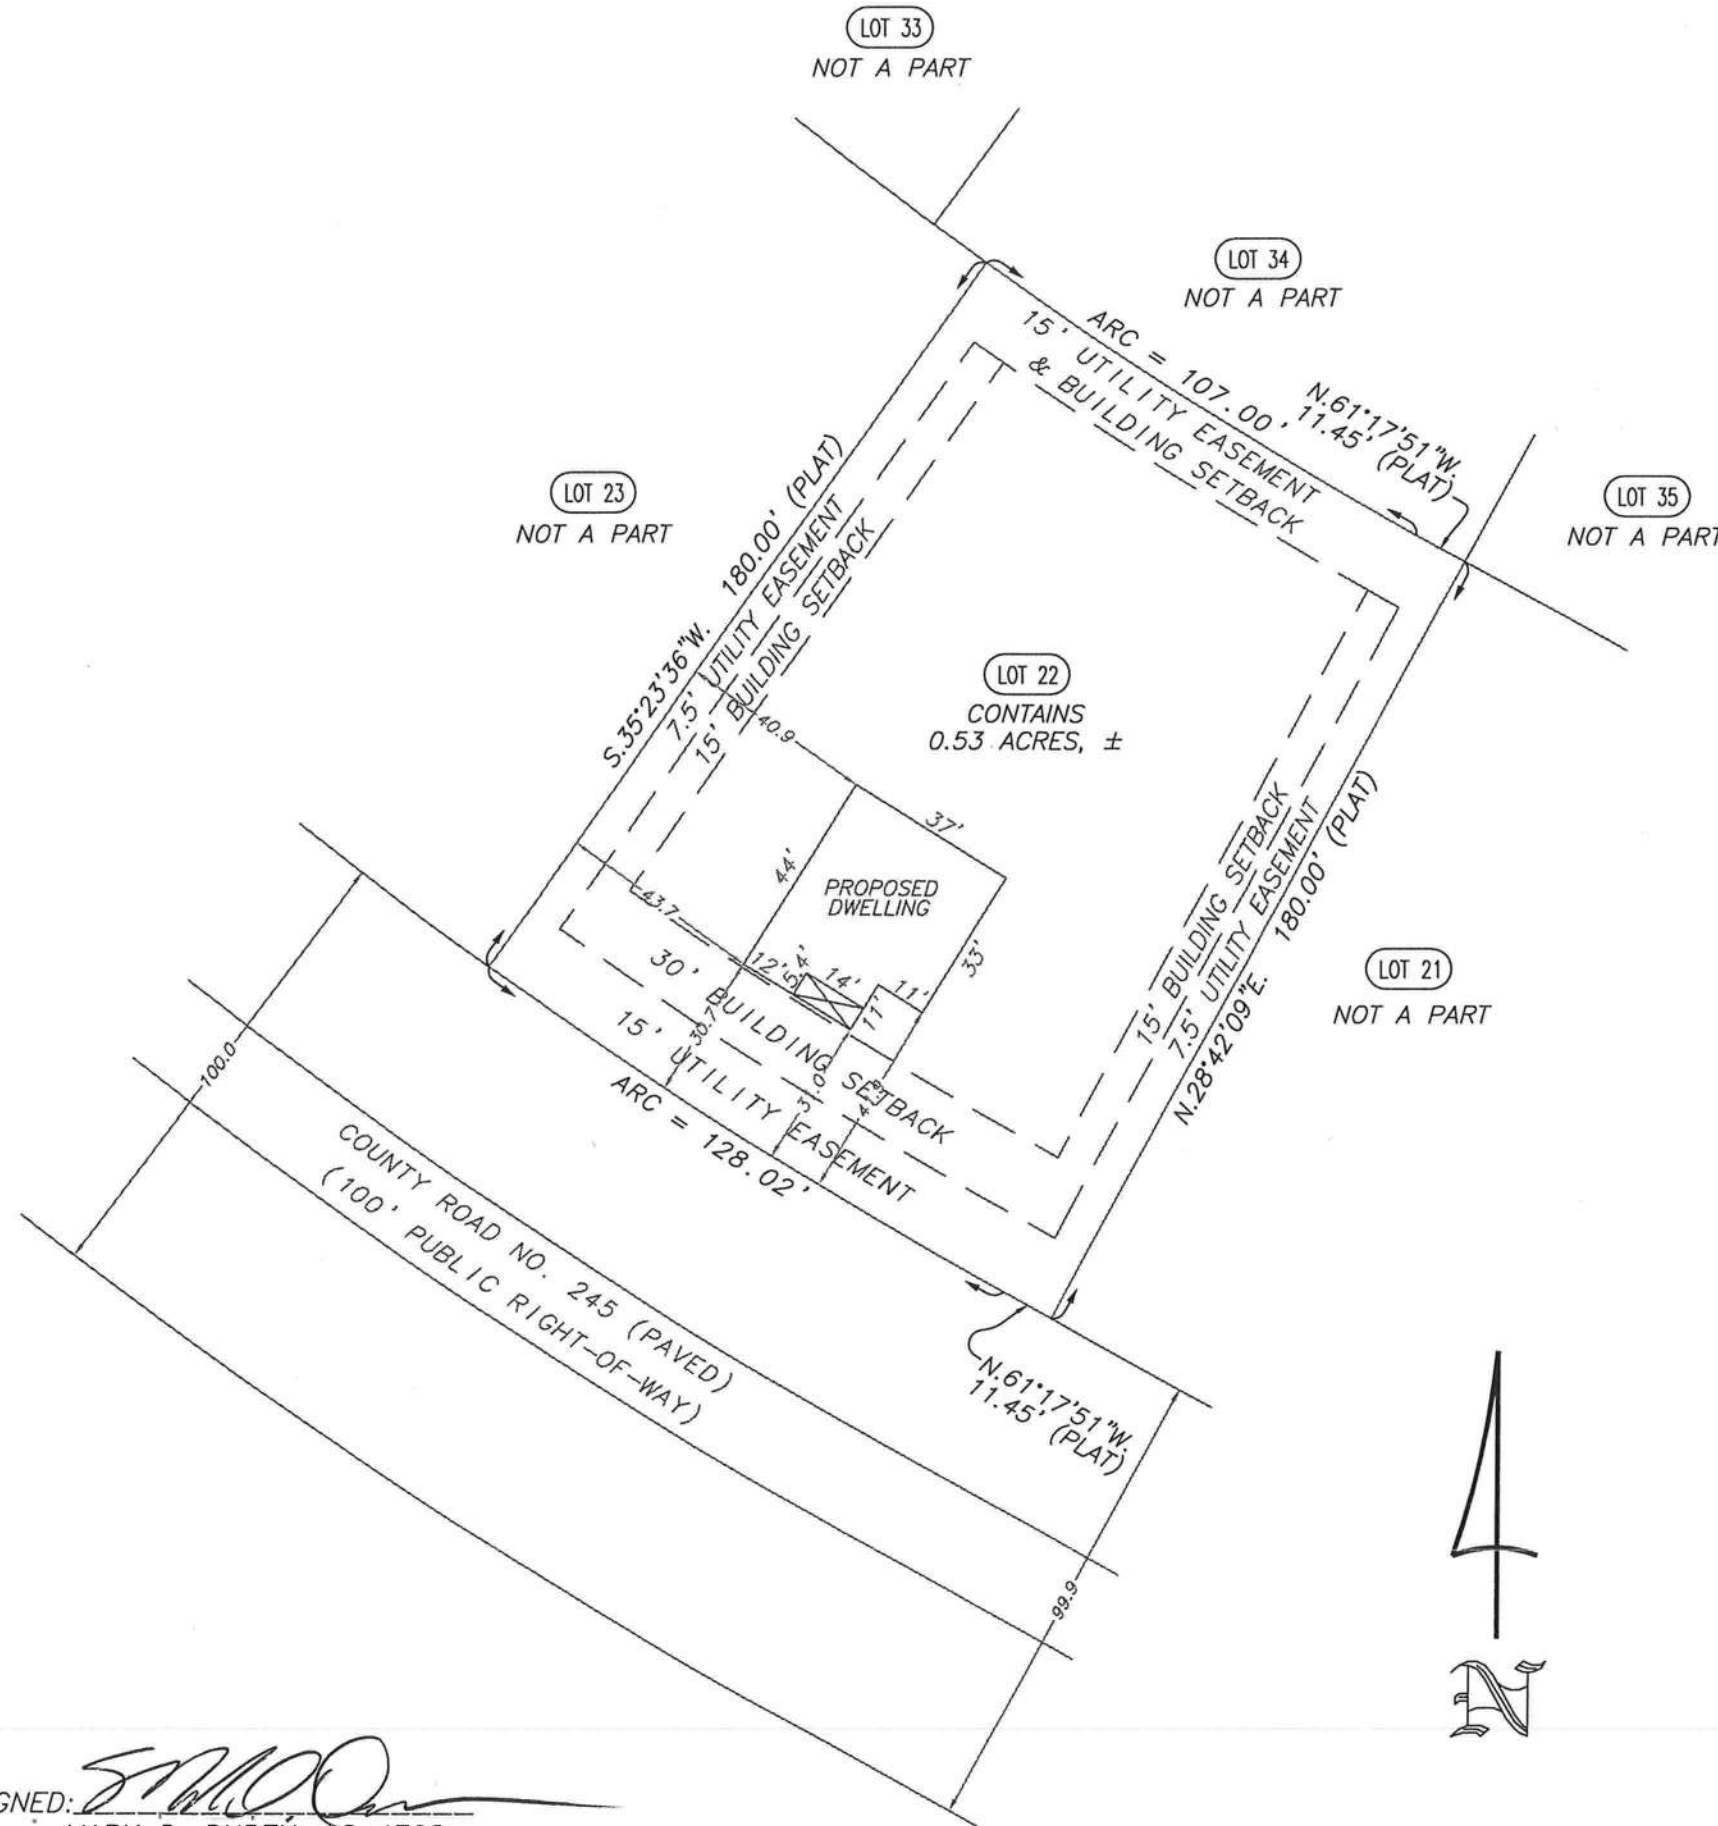 LOT 33
NOT A PART
LOT 34
NOT A PART
ARC = 107.00'
15' UTILITY EASEMENT
& BUILDING SETBACK
N.61°17'51"W.
11.45' (PLAT)
LOT 23
NOT A PART
LOT 35
NOT A PART
S.35°23'36"W. 180.00' (PLAT)
7.5' UTILITY EASEMENT
15' BUILDING SETBACK
LOT 22
CONTAINS
0.53 ACRES, ±
40.9
37'
44'
PROPOSED
DWELLING
33'
43.7
12'
5.4'
14'
11'
11'
30.7
30' BUILDING SETBACK
15' UTILITY EASEMENT
ARC = 128.02'
15' BUILDING SETBACK
7.5' UTILITY EASEMENT
N.28°42'09"E. 180.00' (PLAT)
LOT 21
NOT A PART
100.0
COUNTY ROAD NO. 245 (PAVED)
(100' PUBLIC RIGHT-OF-WAY)
N.61°17'51"W.
11.45' (PLAT)
99.9
N
GNED: